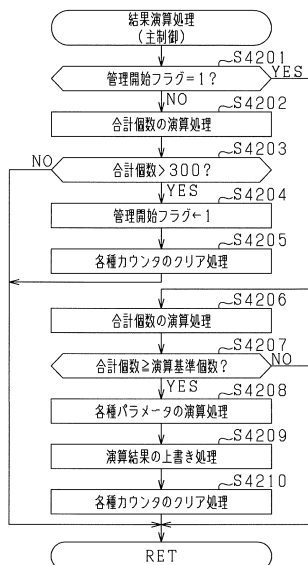 結果演算処理
(主制御)
S4201
管理開始フラグ=1?
YES
NO
S4202
合計個数の演算処理
S4203
NO
合計個数>300?
YES
S4204
管理開始フラグ←1
S4205
各種カウンタのクリア処理
S4206
合計個数の演算処理
S4207
合計個数≧演算基準個数?
NO
YES
S4208
各種パラメータの演算処理
S4209
演算結果の上書き処理
S4210
各種カウンタのクリア処理
RET